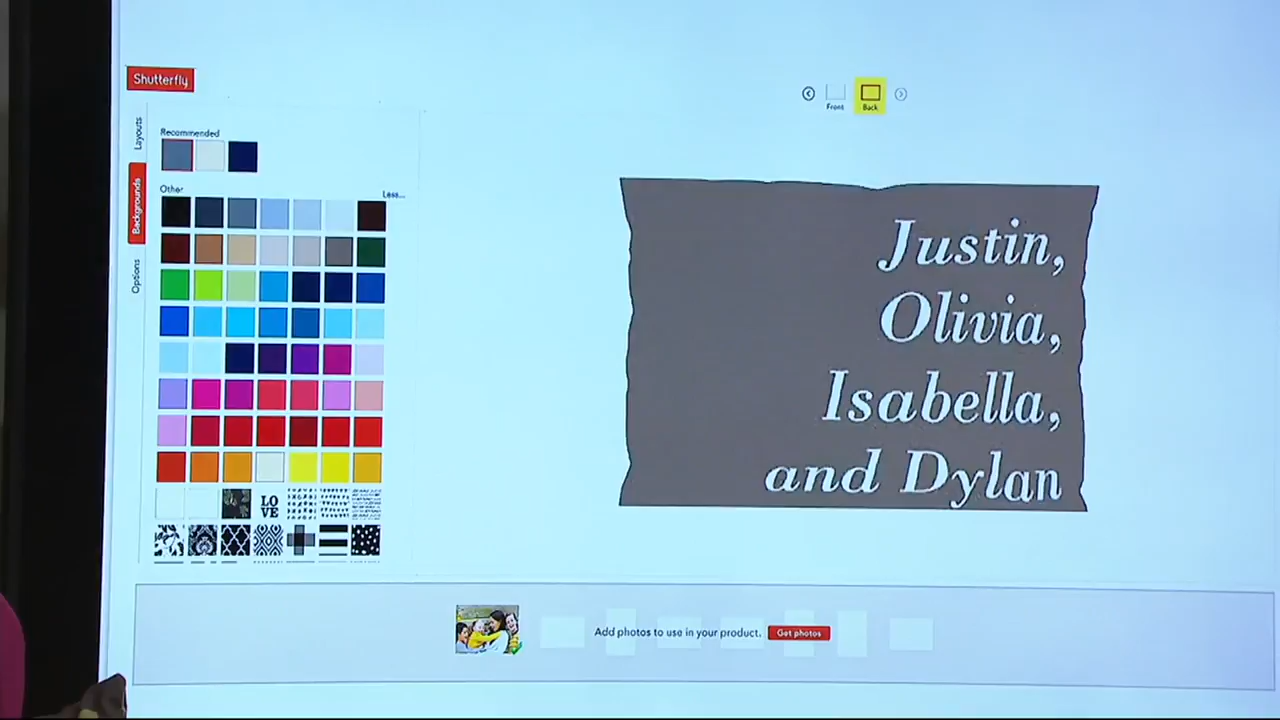 Shutterfly
Front
Back
Layouts
Backgrounds
Options
Recommended
Other
Less...
LO
VE
Justin,
Olivia,
Isabella,
and Dylan
Add photos to use in your product.
Get photos